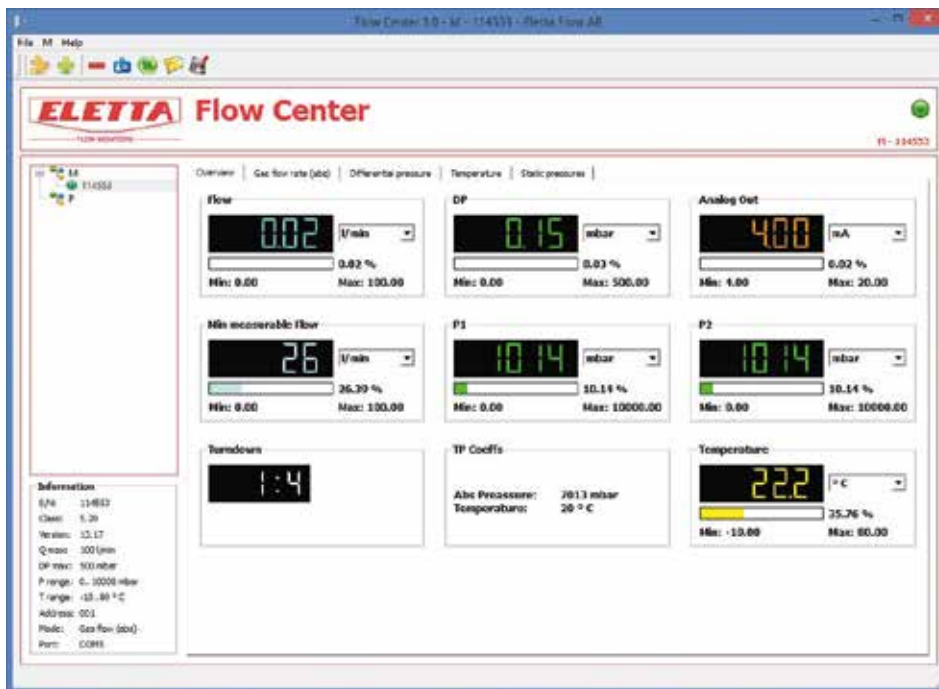 Flow Center 3.0 - M - 114553 - Eletta Flow AB
File M Help
ELETTA
FLOW SOLUTIONS
Flow Center
M - 114553
M
114553
P
Overview
Gas flow rate (abs)
Differential pressure
Temperature
Static pressures
Flow
0.02
l/min
0.02 %
Min: 0.00
Max: 100.00
DP
0.15
mbar
0.03 %
Min: 0.00
Max: 500.00
Analog Out
4.00
mA
0.02 %
Min: 4.00
Max: 20.00
Min measurable flow
26
l/min
26.39 %
Min: 0.00
Max: 100.00
P1
1014
mbar
10.14 %
Min: 0.00
Max: 10000.00
P2
1014
mbar
10.14 %
Min: 0.00
Max: 10000.00
Turndown
1:4
TP Coeffs
Abs Preassure: 7013 mbar
Temperature: 20 ° C
Temperature
22.2
° C
35.76 %
Min: -10.00
Max: 80.00
Information
S/N: 114553
Class: 5.20
Version: 13.17
Q max: 100 l/min
DP max: 500 mbar
P range: 0.. 10000 mbar
T range: -10..80 ° C
Address: 001
Mode: Gas flow (abs)
Port: